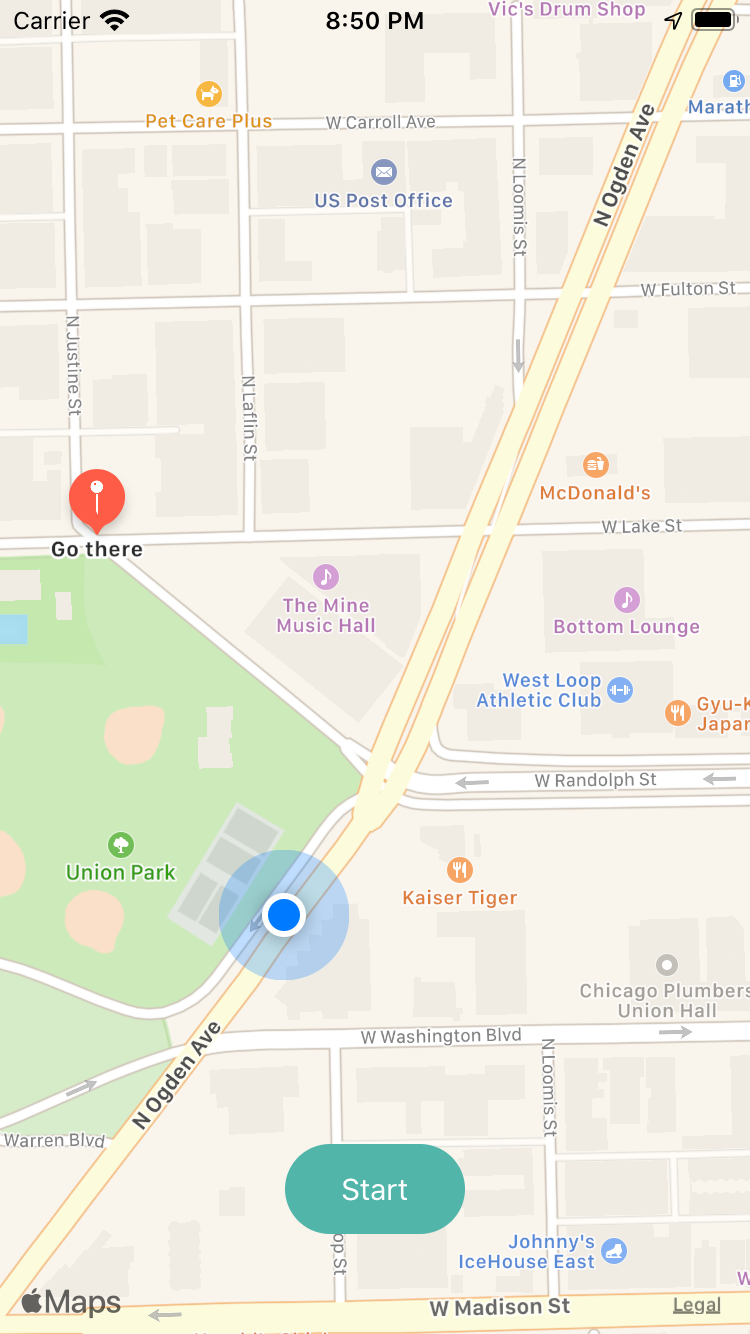 Carrier
8:50 PM
Vic's Drum Shop
Pet Care Plus
W Carroll Ave
N Ogden Ave
US Post Office
N Loomis St
W Fulton St
N Justine St
N Laflin St
McDonald's
W Lake St
Go there
The Mine
Music Hall
Bottom Lounge
West Loop
Athletic Club
W Randolph St
Union Park
Kaiser Tiger
Chicago Plumbers
Union Hall
W Washington Blvd
N Ogden Ave
N Loomis St
Warren Blvd
Start
Johnny's
IceHouse East
Maps
W Madison St
Legal